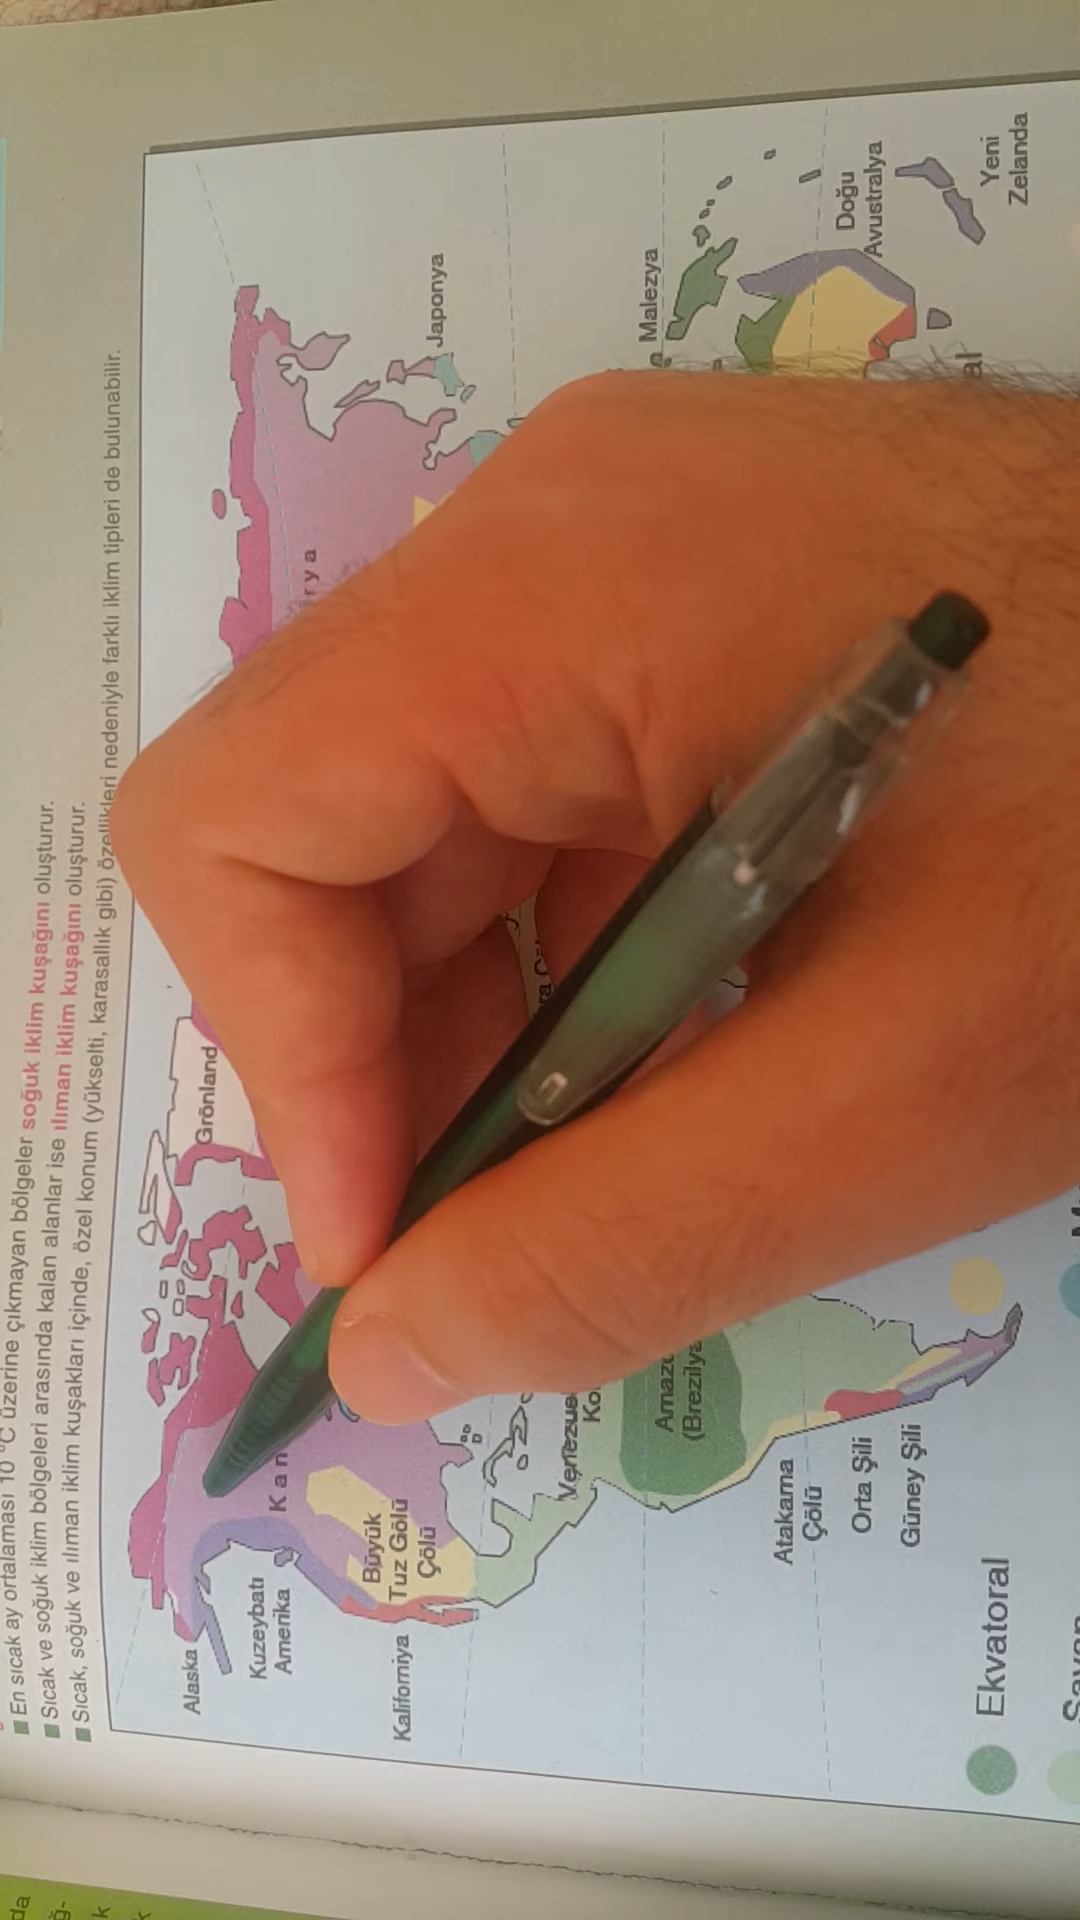 En sıcak ay ortalaması 10 °C üzerine çıkmayan bölgeler soğuk iklim kuşağını oluşturur.
Sıcak ve soğuk iklim bölgeleri arasında kalan alanlar ise ılıman iklim kuşağını oluşturur.
Sıcak, soğuk ve ılıman iklim kuşakları içinde, özel konum (yükselti, karasallık gibi) özellikleri nedeniyle farklı iklim tipleri de bulunabilir.
Alaska
Grönland
Kuzeybatı
Amerika
Japonya
Kaliforniya
Büyük
Tuz Gölü
Çölü
Malezya
Atakama
Çölü
Orta Şili
Güney Şili
Doğu
Avustralya
Yeni
Zelanda
Ekvatoral